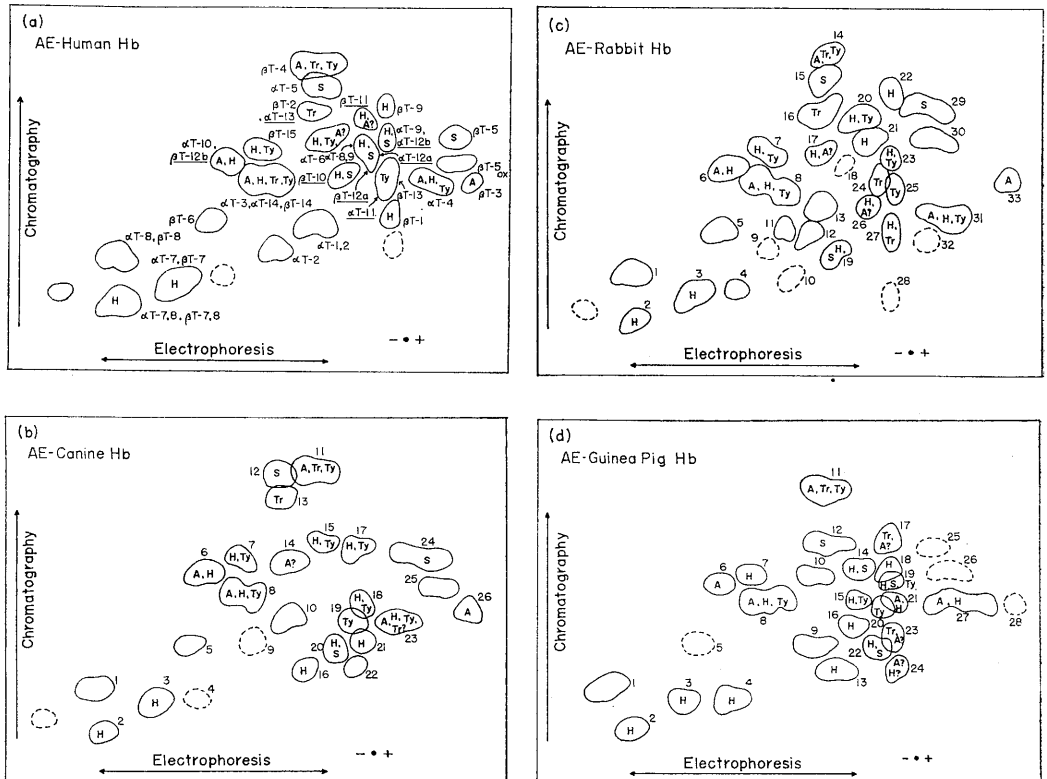 (a)
AE-Human Hb
βT-4
A, Tr, Ty
αT-5
S
βT-2
,αT-13
Tr
βT-11
H,
A?
H
βT-9
αT-10,
βT-12b
βT-15
A, H
H, Ty
H, Ty,
A?
αT-6
αT-8,9
H,
S
H,
S
αT-9,
αT-12b
αT-12a
S
βT-5
βT-5
ox
A
βT-3
A, H, Tr, Ty
αT-3, αT-14, βT-14
βT-10
H, S
Ty
A, H,
Ty
αT-4
βT-13
βT-12a
αT-11
H
βT-1
βT-6
αT-1,2
αT-2
αT-8, βT-8
αT-7, βT-7
H
H
αT-7,8, βT-7,8
Chromatography
Electrophoresis
- • +
(c)
AE-Rabbit Hb
14
A, Tr, Ty
15
S
16
Tr
20
H, Ty
22
H
S
29
21
H
30
7
H, Ty
17
H, A?
18
H,
Ty
23
6
A, H
8
A, H, Ty
24
Tr
Ty
25
A
33
H,
A?
26
A, H, Ty
31
32
5
11
13
12
9
H,
Tr
27
H,
S
19
10
1
3
H
4
28
2
H
Chromatography
Electrophoresis
- • +
(b)
AE-Canine Hb
11
12
S
A, Tr, Ty
Tr
13
15
H, Ty
17
H, Ty
24
S
14
A?
7
H, Ty
6
A, H
A, H, Ty
8
25
A
26
18
H,
Ty
19
Ty
A, H, Ty,
Tr?
23
10
9
5
20
H,
S
H
21
22
16
H
1
3
H
4
2
H
Chromatography
Electrophoresis
- • +
(d)
AE-Guinea Pig Hb
11
A, Tr, Ty
12
S
17
Tr,
A?
25
14
H, S
18
H
26
10
19
H, S
Ty,
6
A
7
H
A, H, Ty
8
15
H, Ty
A,
H
21
Ty
A, H
27
28
16
H
20
Tr,
A?
23
22
H,
S
9
5
H
13
A?
H?
24
1
3
H
4
H
2
H
Chromatography
Electrophoresis
- • +